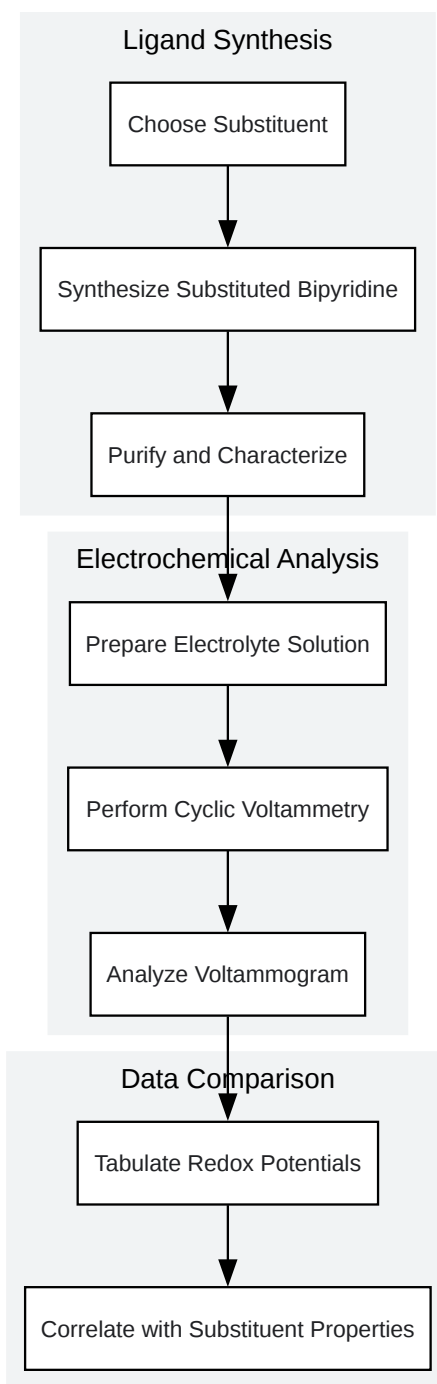 Ligand Synthesis
Choose Substituent
Synthesize Substituted Bipyridine
Purify and Characterize
Electrochemical Analysis
Prepare Electrolyte Solution
Perform Cyclic Voltammetry
Analyze Voltammogram
Data Comparison
Tabulate Redox Potentials
Correlate with Substituent Properties